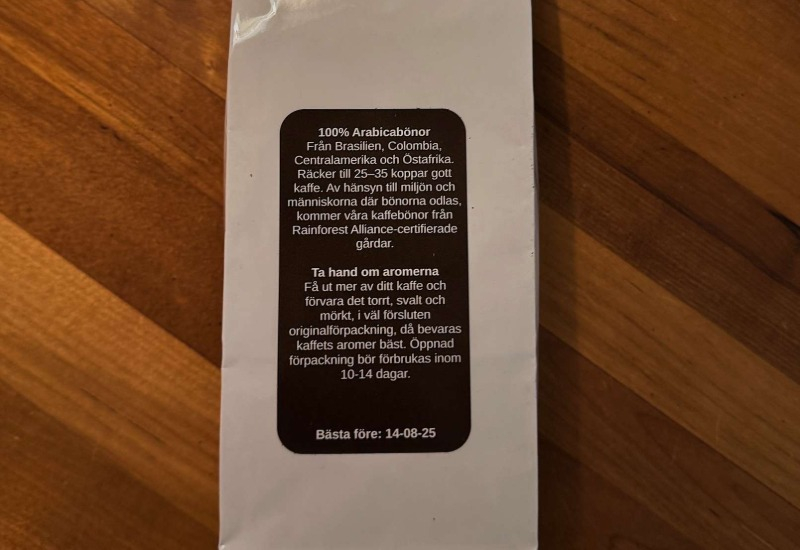 100% Arabicabönor
Från Brasilien, Colombia,
Centralamerika och Östafrika.
Räcker till 25–35 koppar gott
kaffe. Av hänsyn till miljön och
människorna där bönorna odlas,
kommer våra kaffebönor från
Rainforest Alliance-certifierade
gårdar.
Ta hand om aromerna
Få ut mer av ditt kaffe och
förvara det torrt, svalt och
mörkt, i väl försluten
originalförpackning, då bevaras
kaffets aromer bäst. Öppnad
förpackning bör förbrukas inom
10-14 dagar.
Bästa före: 14-08-25